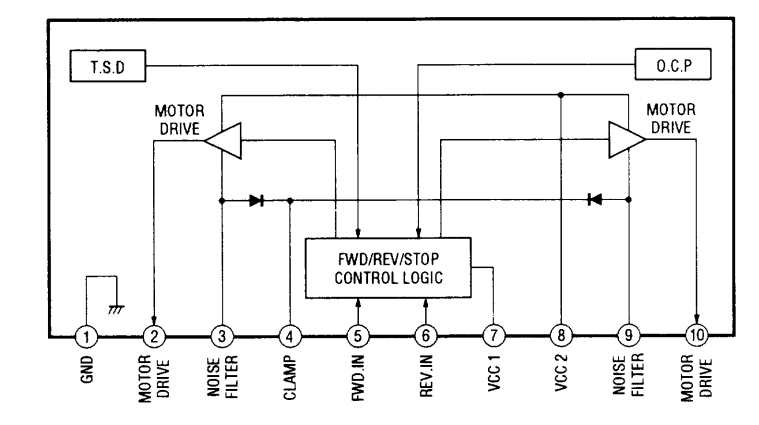 T.S.D
O.C.P
MOTOR
DRIVE
MOTOR
DRIVE
FWD/REV/STOP
CONTROL LOGIC
1
2
3
4
5
6
7
8
9
10
GND
MOTOR
DRIVE
NOISE
FILTER
CLAMP
FWD.IN
REV.IN
VCC 1
VCC 2
NOISE
FILTER
MOTOR
DRIVE